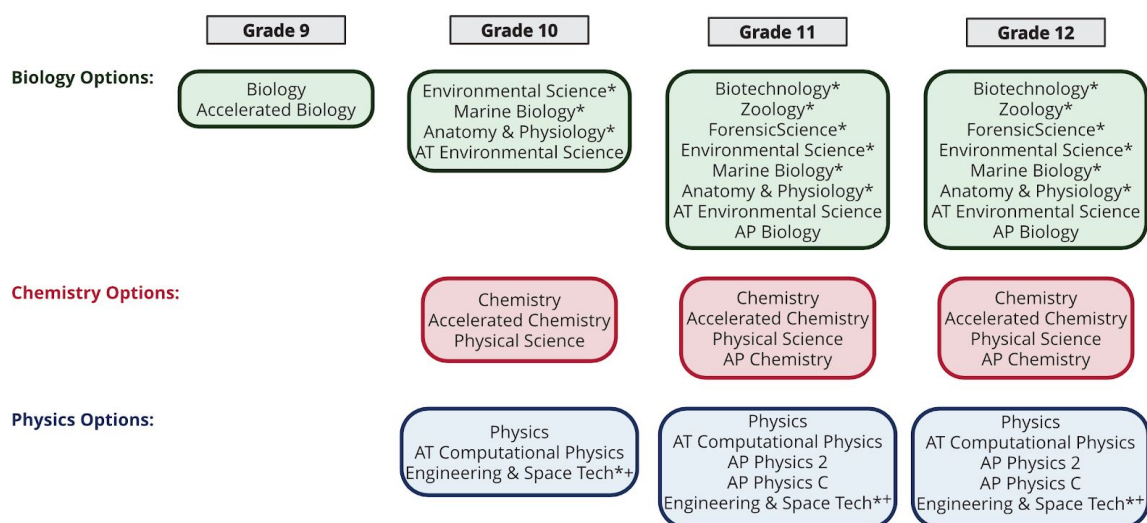 Grade 9
Grade 10
Grade 11
Grade 12
Biology Options:
Biology
Accelerated Biology
Environmental Science*
Marine Biology*
Anatomy & Physiology*
AT Environmental Science
Biotechnology*
Zoology*
ForensicScience*
Environmental Science*
Marine Biology*
Anatomy & Physiology*
AT Environmental Science
AP Biology
Biotechnology*
Zoology*
ForensicScience*
Environmental Science*
Marine Biology*
Anatomy & Physiology*
AT Environmental Science
AP Biology
Chemistry Options:
Chemistry
Accelerated Chemistry
Physical Science
Chemistry
Accelerated Chemistry
Physical Science
AP Chemistry
Chemistry
Accelerated Chemistry
Physical Science
AP Chemistry
Physics Options:
Physics
AT Computational Physics
Engineering & Space Tech*+
Physics
AT Computational Physics
AP Physics 2
AP Physics C
Engineering & Space Tech*⁺
Physics
AT Computational Physics
AP Physics 2
AP Physics C
Engineering & Space Tech*⁺